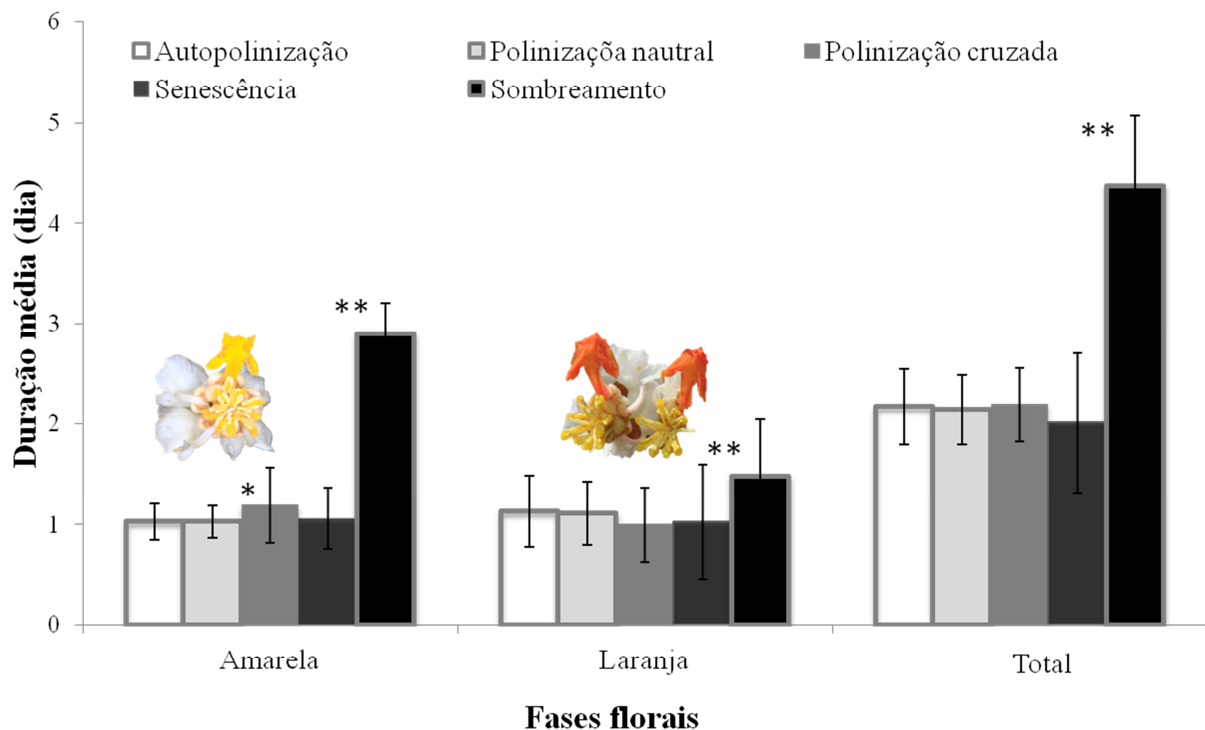 6
5
4
3
2
1
0
Duração média (dia)
Autopolinização
Polinizaçõa nautral
Polinização cruzada
Senescência
Sombreamento
**
*
**
**
Amarela
Laranja
Total
Fases florais